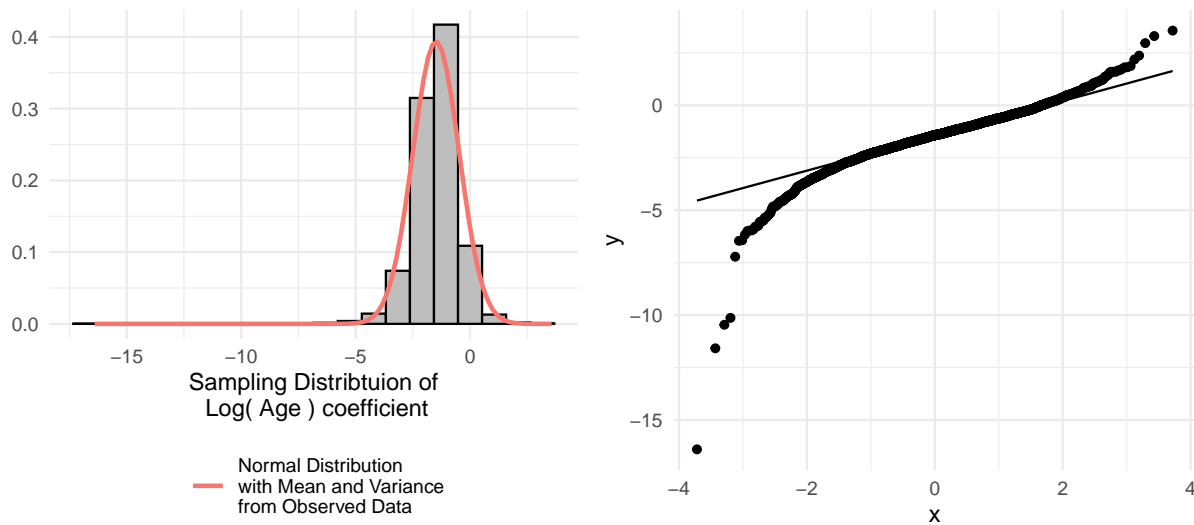 0.4
0.3
0.2
0.1
0.0
−15
−10
−5
0
Sampling Distribtuion of
Log( Age ) coefficient
Normal Distribution
with Mean and Variance
from Observed Data
y
0
−5
−10
−15
−4
−2
0
2
4
x